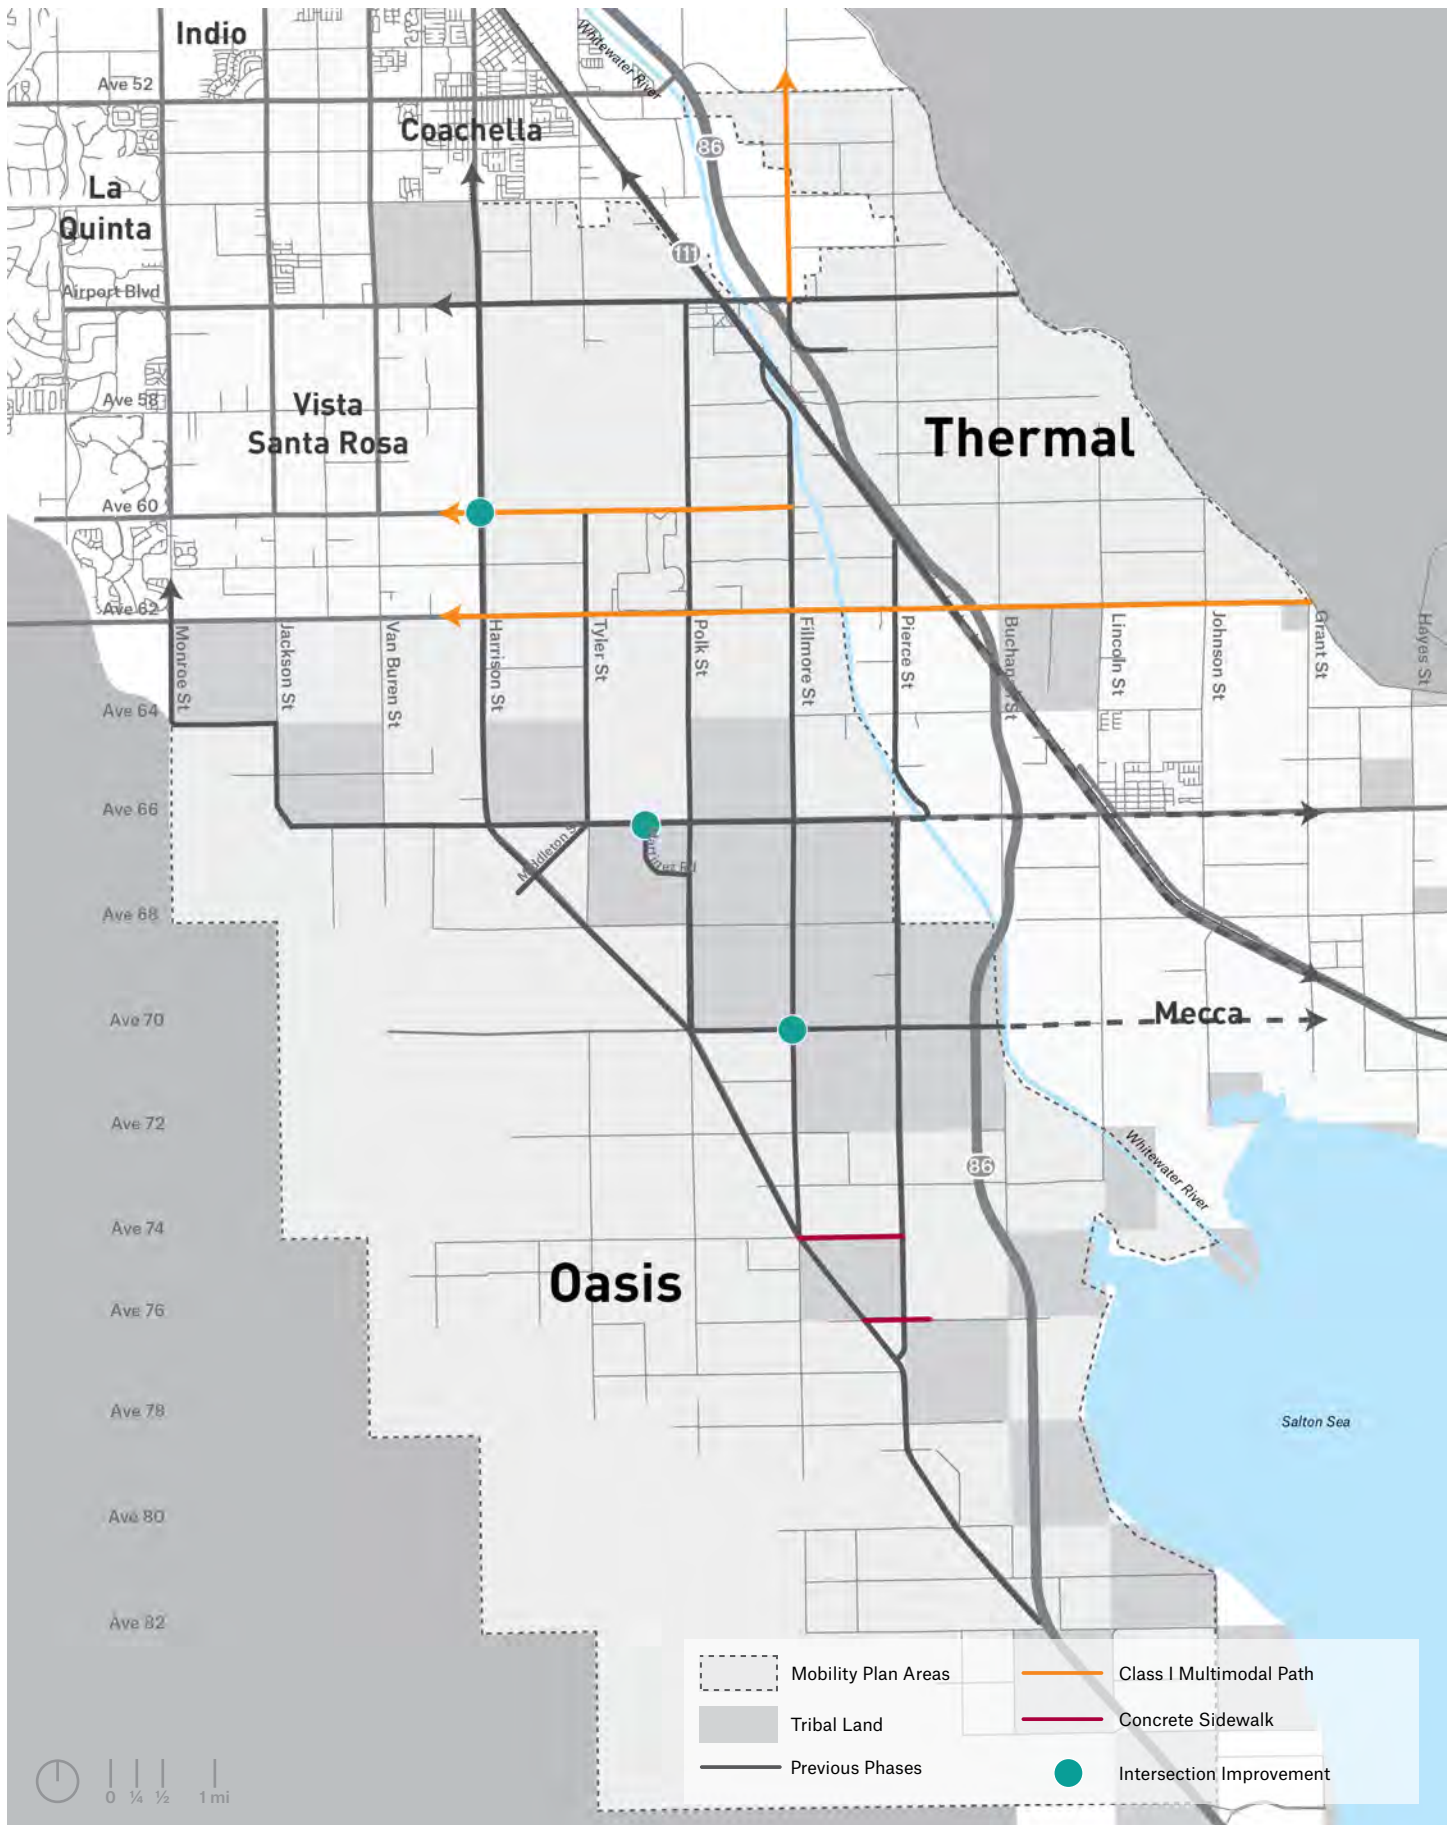 Indio
Whitewater River
Ave 52
Coachella
86
La
Quinta
111
Airport Blvd
Ave 58
Vista
Santa Rosa
Thermal
Ave 60
Ave 62
Monroe St
Jackson St
Van Buren St
Harrison St
Tyler St
Polk St
Fillmore St
Pierce St
Buchanan St
Lincoln St
Johnson St
Grant St
Hayes St
Ave 64
Ave 66
Middleton St
Martinez Rd
Ave 68
Ave 70
Mecca
Ave 72
Whitewater River
86
Ave 74
Oasis
Ave 76
Ave 78
Salton Sea
Ave 80
Ave 82
Mobility Plan Areas
Tribal Land
Previous Phases
Class I Multimodal Path
Concrete Sidewalk
Intersection Improvement
0 ¼ ½ 1 mi